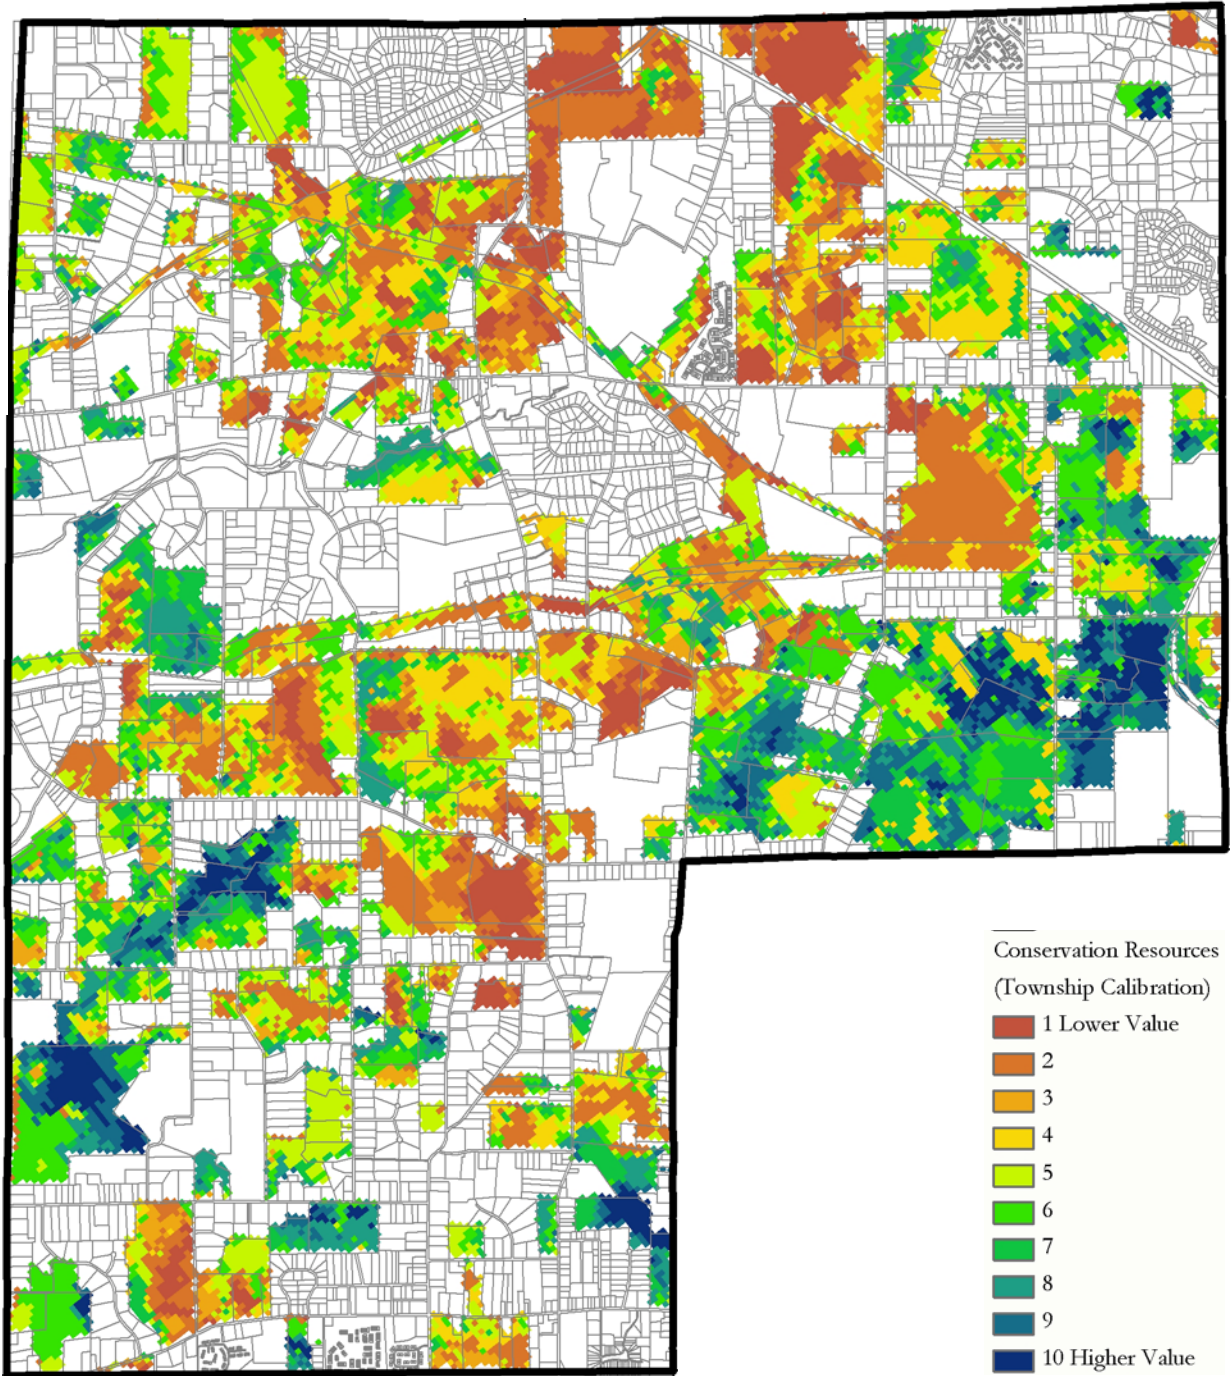 Conservation Resources
(Township Calibration)
1 Lower Value
2
3
4
5
6
7
8
9
10 Higher Value